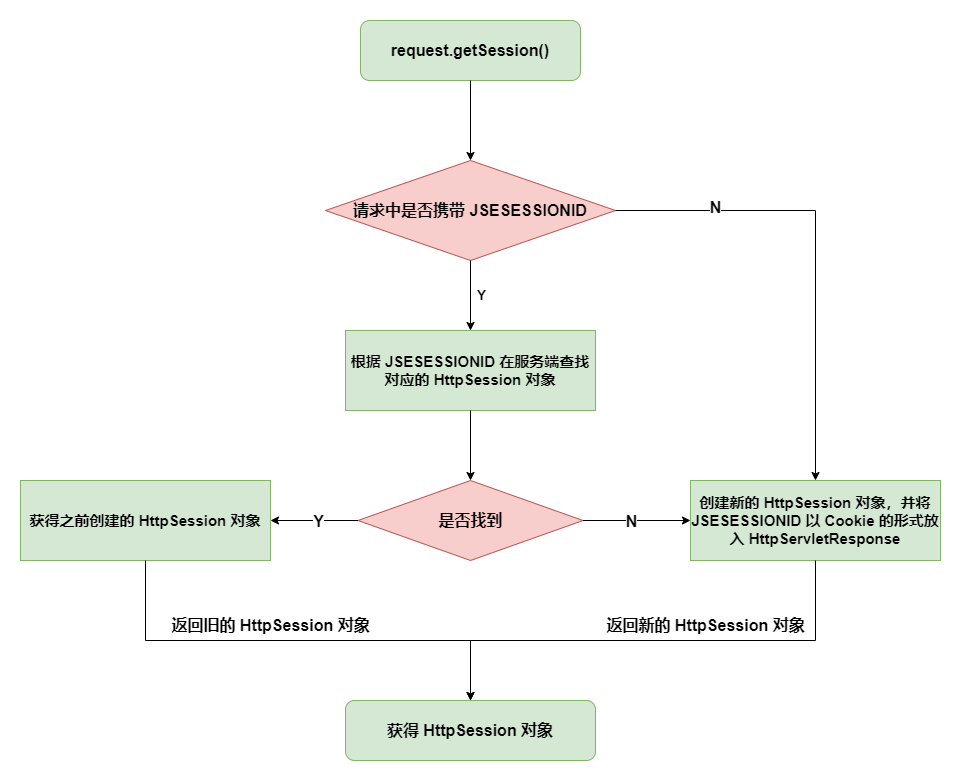 request.getSession()
请求中是否携带 JSESESSIONID
N
Y
根据 JSESESSIONID 在服务端查找
对应的 HttpSession 对象
获得之前创建的 HttpSession 对象
Y
是否找到
N
创建新的 HttpSession 对象，并将
JSESESSIONID 以 Cookie 的形式放
入 HttpServletResponse
返回旧的 HttpSession 对象
返回新的 HttpSession 对象
获得 HttpSession 对象